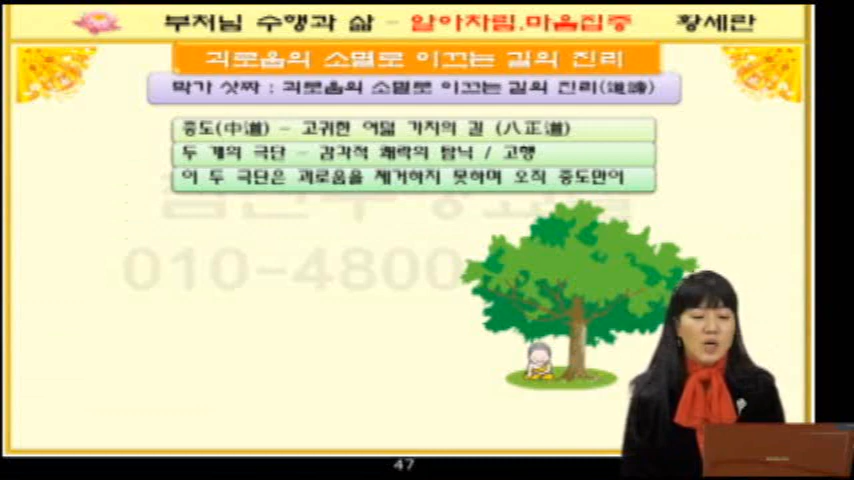 부처님 수행과 삶 - 알아차림.마음집중 황세란
괴로움의 소멸로 이끄는 길의 진리
막가 삿짜 : 괴로움의 소멸로 이끄는 길의 진리(道諦)
중도(中道) - 고귀한 여덟 가지의 길 (八正道)
두 개의 극단 - 감각적 쾌락의 탐닉 / 고행
이 두 극단은 괴로움을 제거하지 못하며 오직 중도만이
010-4800
47